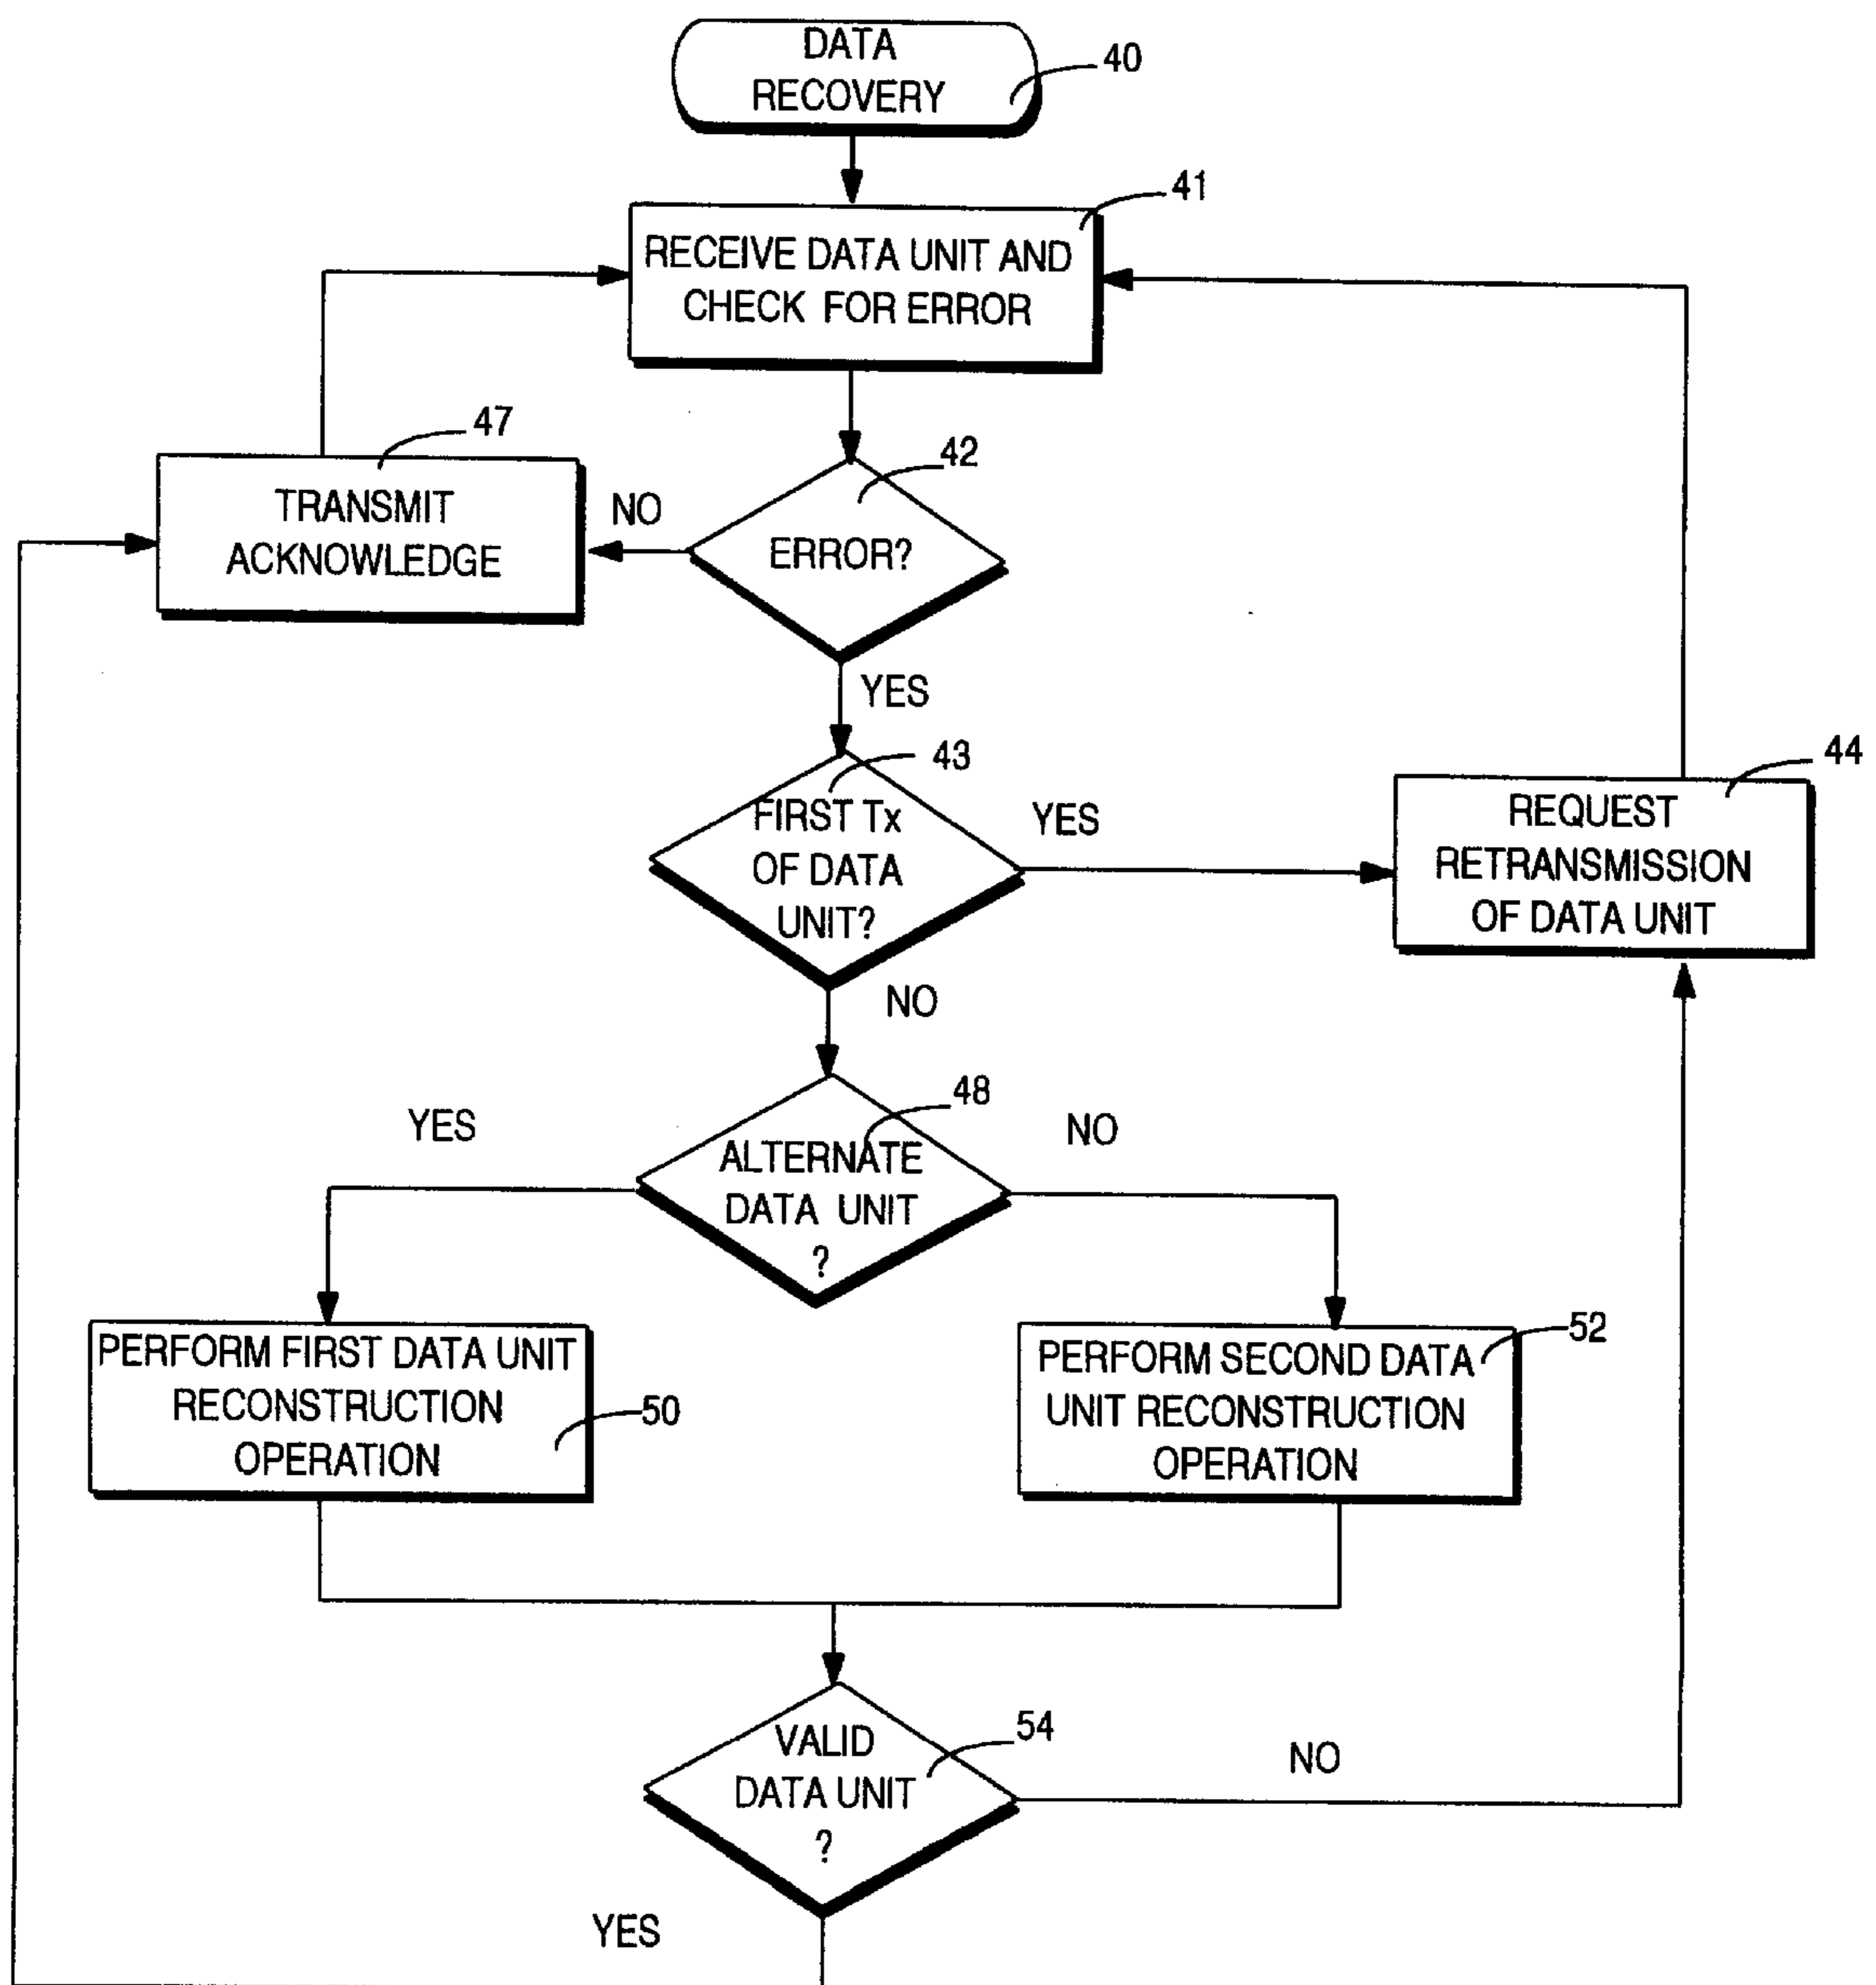 DATA
RECOVERY
40
41
RECEIVE DATA UNIT AND
CHECK FOR ERROR
47
TRANSMIT
ACKNOWLEDGE
NO
42
ERROR?
YES
43
FIRST Tx
OF DATA
UNIT?
YES
44
REQUEST
RETRANSMISSION
OF DATA UNIT
NO
48
YES
ALTERNATE
DATA UNIT
?
NO
PERFORM FIRST DATA UNIT
RECONSTRUCTION
OPERATION
50
52
PERFORM SECOND DATA
UNIT RECONSTRUCTION
OPERATION
54
VALID
DATA UNIT
?
NO
YES